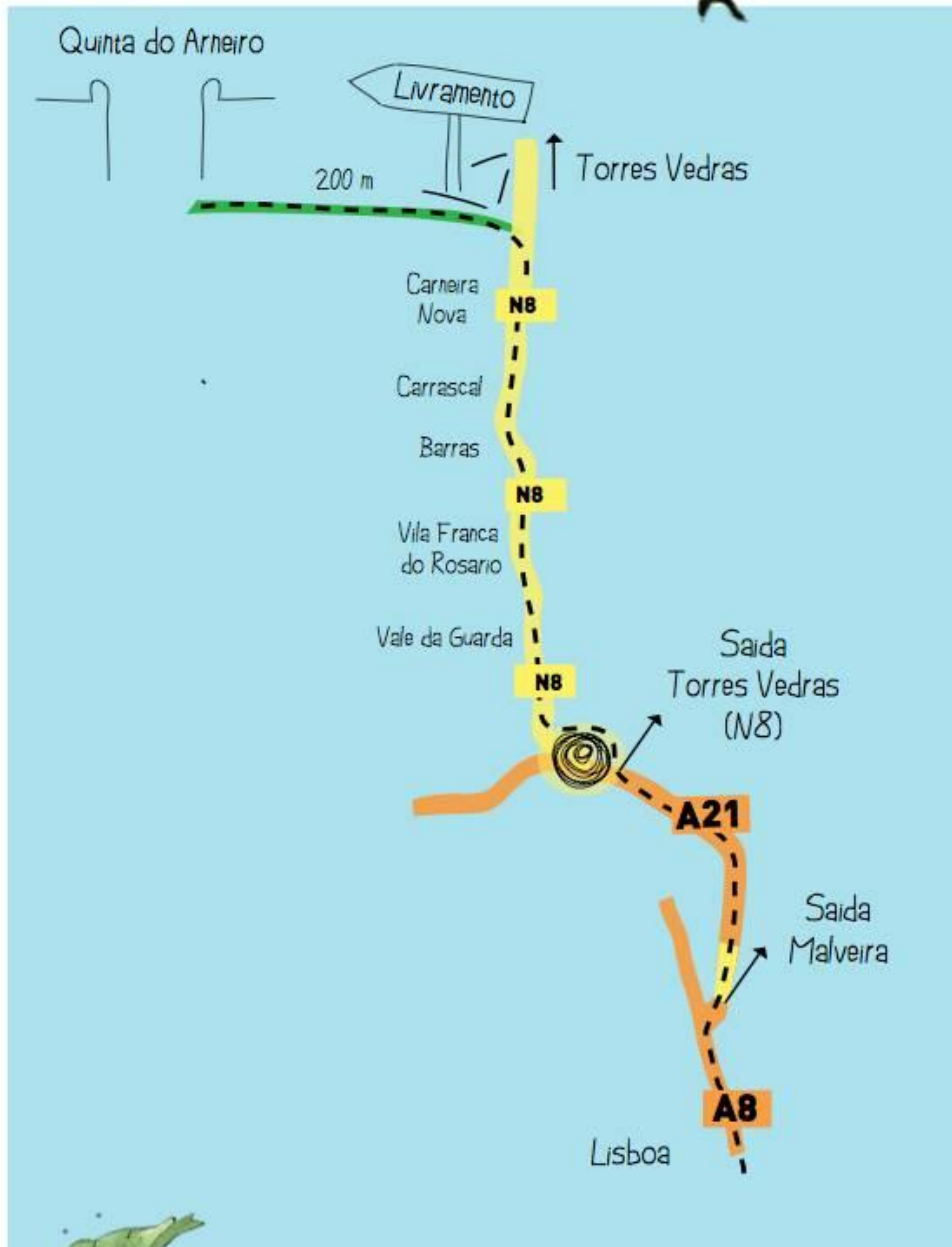 Quinta do Arneiro
Livramento
Torres Vedras
200 m
Carneira
Nova
N8
Carrascal
Barras
N8
Vila Franca
do Rosario
Vale da Guarda
N8
Saida
Torres Vedras
(N8)
A21
Saida
Malveira
A8
Lisboa